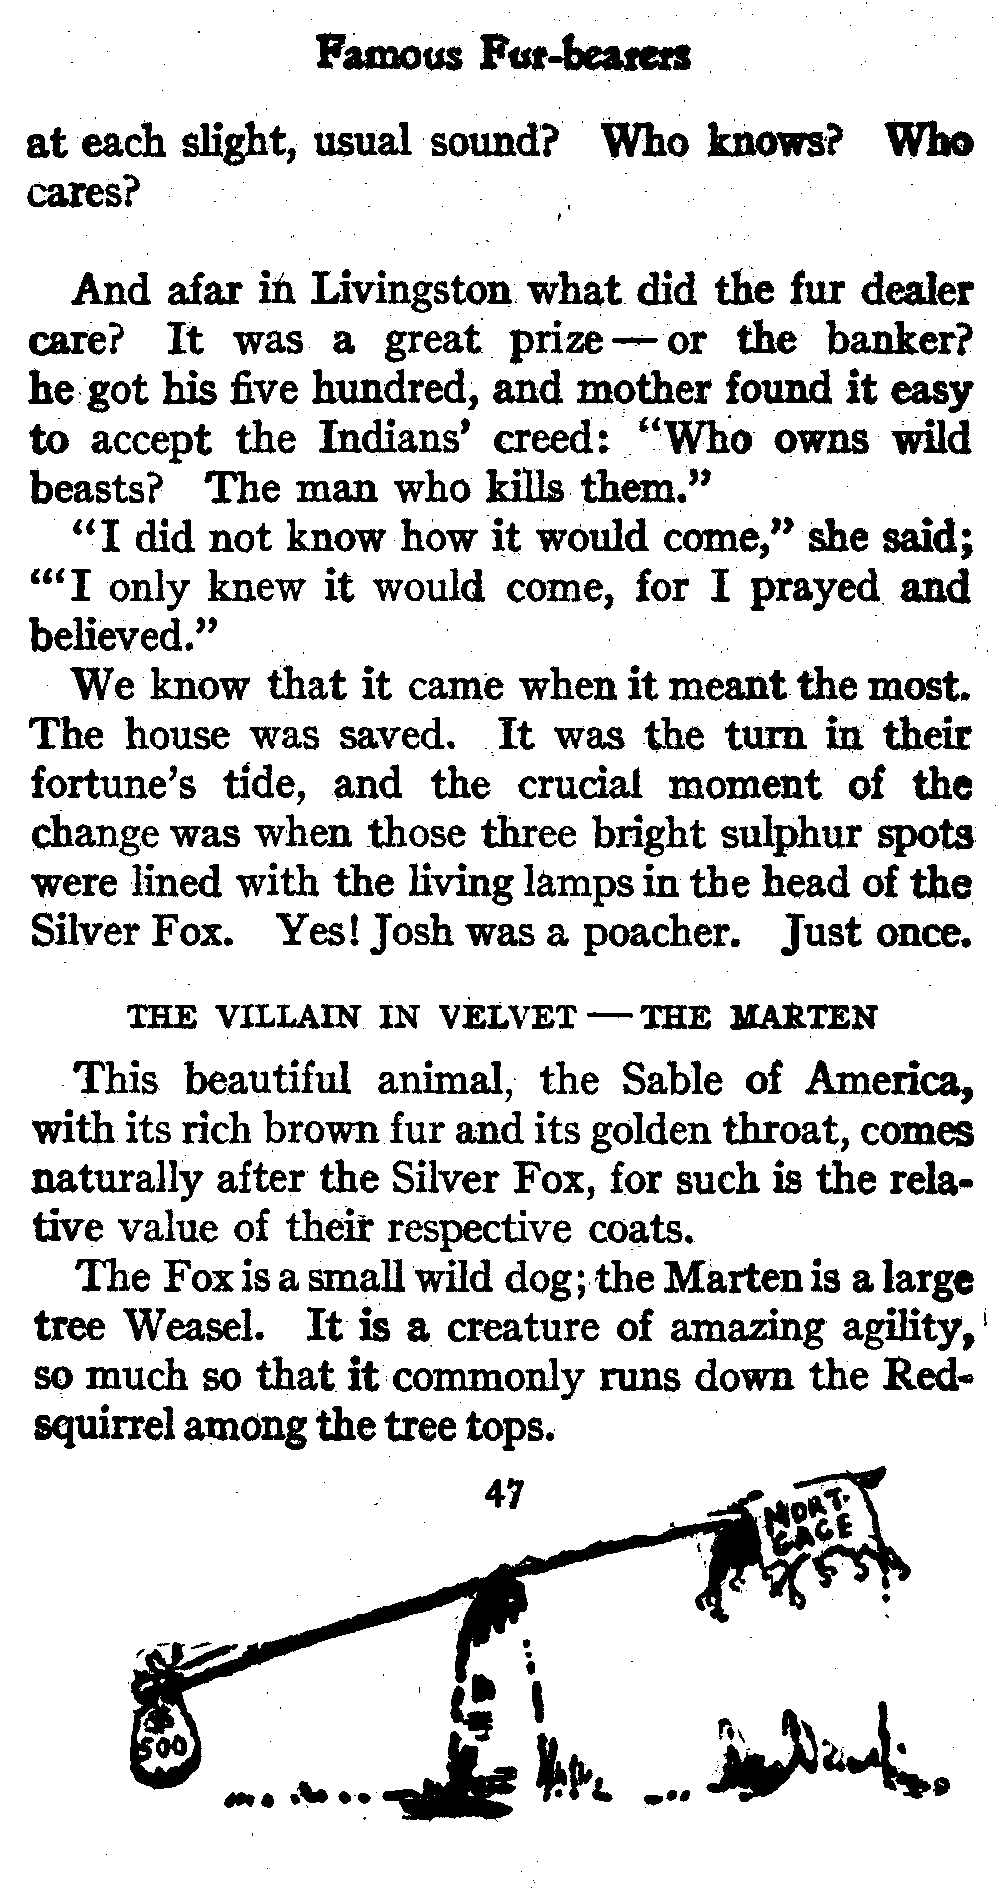 Famous Fur-bearers
at each slight, usual sound? Who knows? Who
cares?
And afar in Livingston what did the fur dealer
care? It was a great prize — or the banker?
he got his five hundred, and mother found it easy
to accept the Indians' creed: "Who owns wild
beasts? The man who kills them."
"I did not know how it would come," she said;
"'I only knew it would come, for I prayed and
believed."
We know that it came when it meant the most.
The house was saved. It was the turn in their
fortune's tide, and the crucial moment of the
change was when those three bright sulphur spots
were lined with the living lamps in the head of the
Silver Fox. Yes! Josh was a poacher. Just once.
THE VILLAIN IN VELVET — THE MARTEN
This beautiful animal, the Sable of America,
with its rich brown fur and its golden throat, comes
naturally after the Silver Fox, for such is the rela-
tive value of their respective coats.
The Fox is a small wild dog; the Marten is a large
tree Weasel. It is a creature of amazing agility,
so much so that it commonly runs down the Red-
squirrel among the tree tops.
47
MORT-
GAGE
$
500